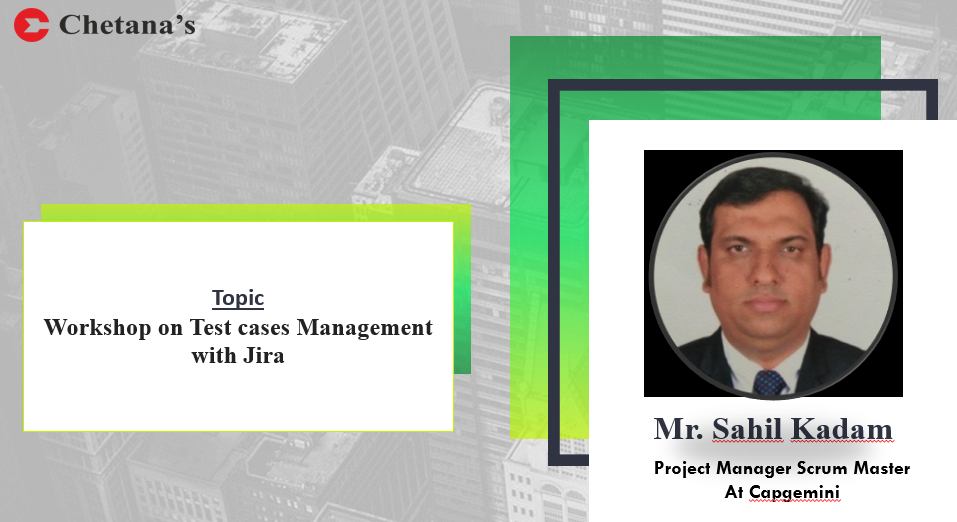 Chetana's
Topic
Workshop on Test cases Management
with Jira
Mr. Sahil Kadam
Project Manager Scrum Master
At Capgemini